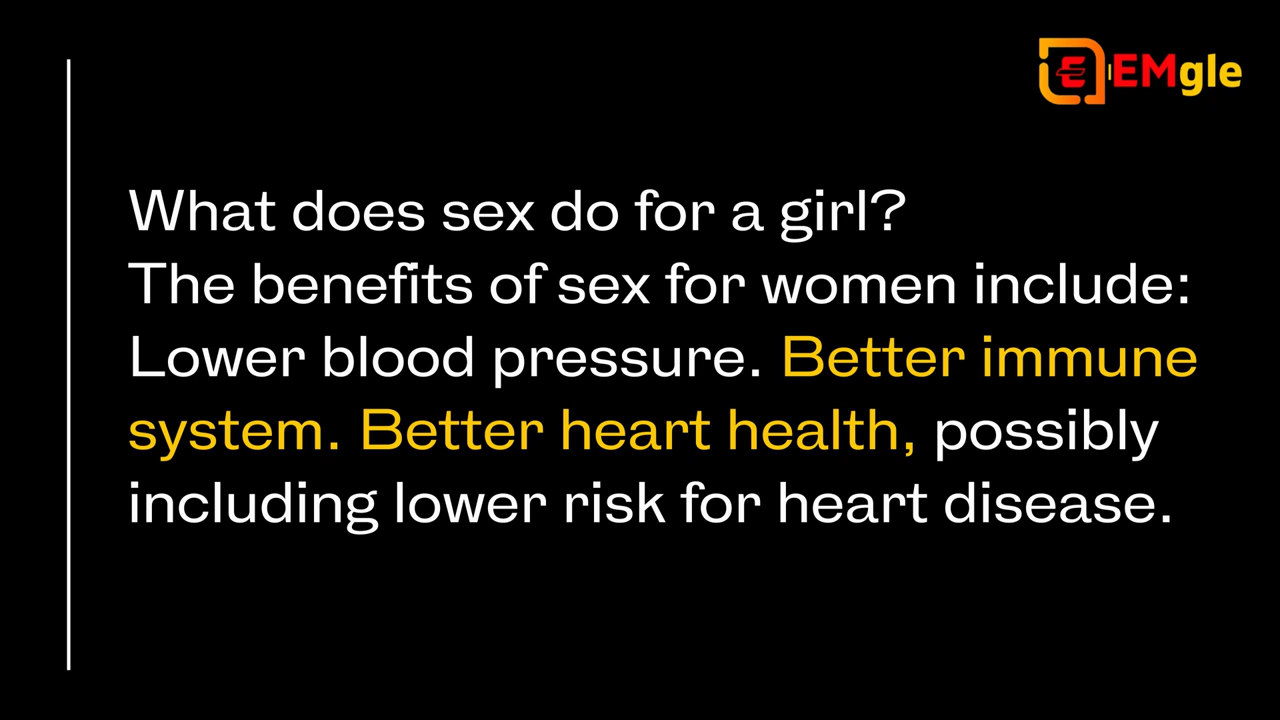 EMgle
What does sex do for a girl?
The benefits of sex for women include:
Lower blood pressure. Better immune
system. Better heart health, possibly
including lower risk for heart disease.